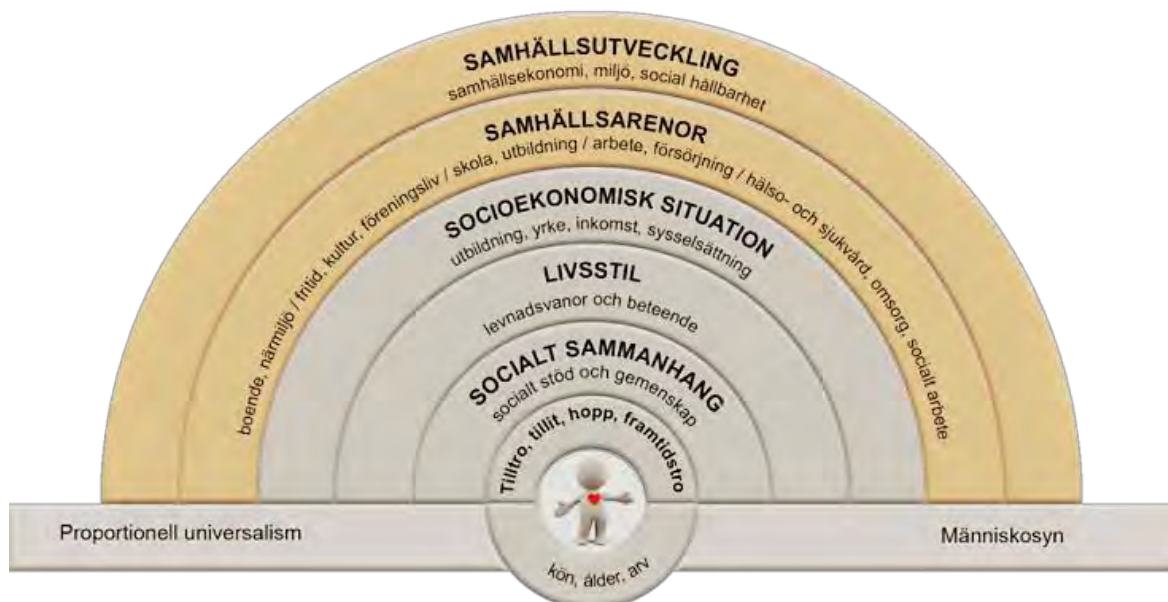 SAMHÄLLSUTVECKLING
samhällsekonomi, miljö, social hållbarhet
SAMHÄLLSARENOR
boende, närmiljö / fritid, kultur, föreningsliv / skola, utbildning / arbete, försörjning / hälso- och sjukvård, omsorg, socialt arbete
SOCIOEKONOMISK SITUATION
utbildning, yrke, inkomst, sysselsättning
LIVSSTIL
levnadsvanor och beteende
SOCIALT SAMMANHANG
socialt stöd och gemenskap
Tilltro, tillit, hopp, framtidstro
Proportionell universalism
Människosyn
kön, ålder, arv